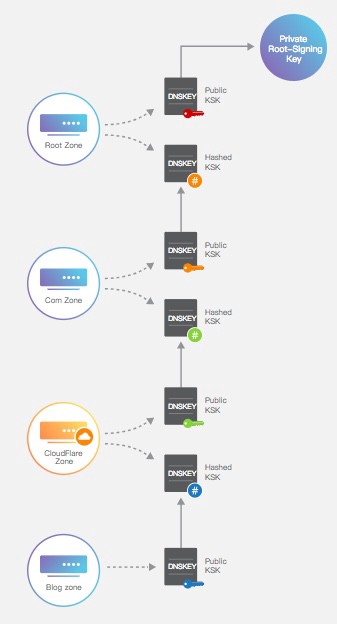 Private
Root-Signing
Key
DNSKEY
Public
KSK
Root Zone
DNSKEY
Hashed
KSK
#
DNSKEY
Public
KSK
Com Zone
DNSKEY
Hashed
KSK
#
DNSKEY
Public
KSK
CloudFlare
Zone
DNSKEY
Hashed
KSK
#
DNSKEY
Public
KSK
Blog zone